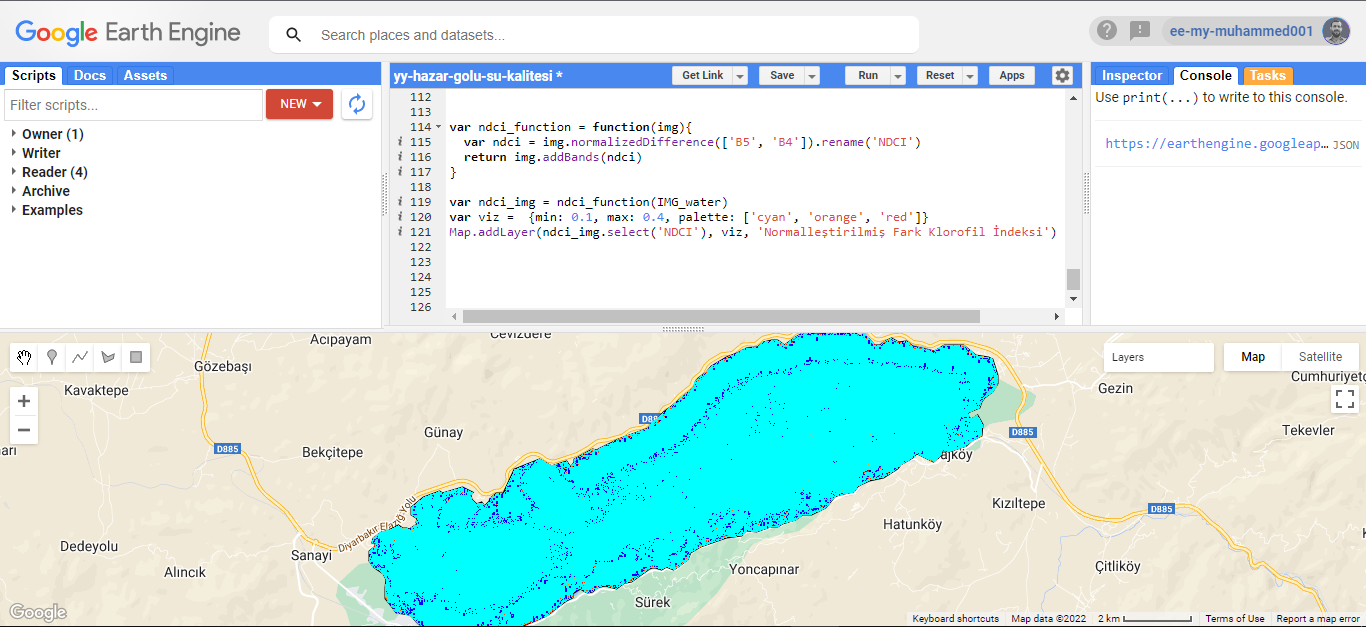 Google Earth Engine
Search places and datasets...
ee-my-muhammed001
Scripts Docs Assets
Filter scripts...
NEW
Owner (1)
Writer
Reader (4)
Archive
Examples
yy-hazar-golu-su-kalitesi *
Get Link Save Run Reset Apps
112
113
114 var ndci_function = function(img){
i 115 var ndci = img.normalizedDifference(['B5', 'B4']).rename('NDCI')
i 116 return img.addBands(ndci)
i 117 }
118
i 119 var ndci_img = ndci_function(IMG_water)
i 120 var viz = {min: 0.1, max: 0.4, palette: ['cyan', 'orange', 'red']}
i 121 Map.addLayer(ndci_img.select('NDCI'), viz, 'Normalleştirilmiş Fark Klorofil İndeksi')
122
123
124
125
126
Inspector Console Tasks
Use print(...) to write to this console.
https://earthengine.googleap… JSON
Acıpayam
Cevizdere
Gözebaşı
Kavaktepe
Layers
Map Satellite
Cumhuriyet
Gezin
D885
Günay
D885
Tekevler
D885
Bekçitepe
ajköy
Kızıltepe
D885
Diyarbakır Elazığ Yolu
Hatunköy
Dedeyolu
Sanayi
Alıncık
Yoncapınar
Çitliköy
Sürek
Google
Keyboard shortcuts Map data ©2022 2 km Terms of Use Report a map error